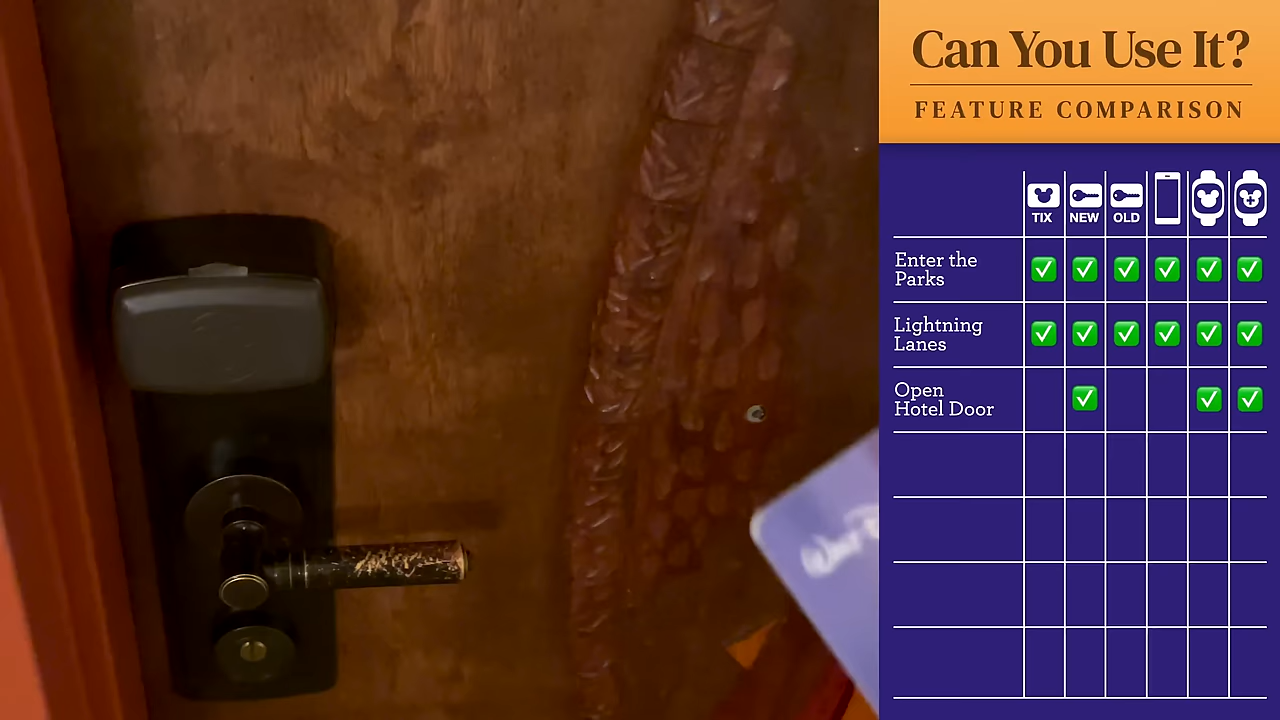 Can You Use It?
FEATURE COMPARISON
TIX NEW OLD
Enter the
Parks
Lightning
Lanes
Open
Hotel Door